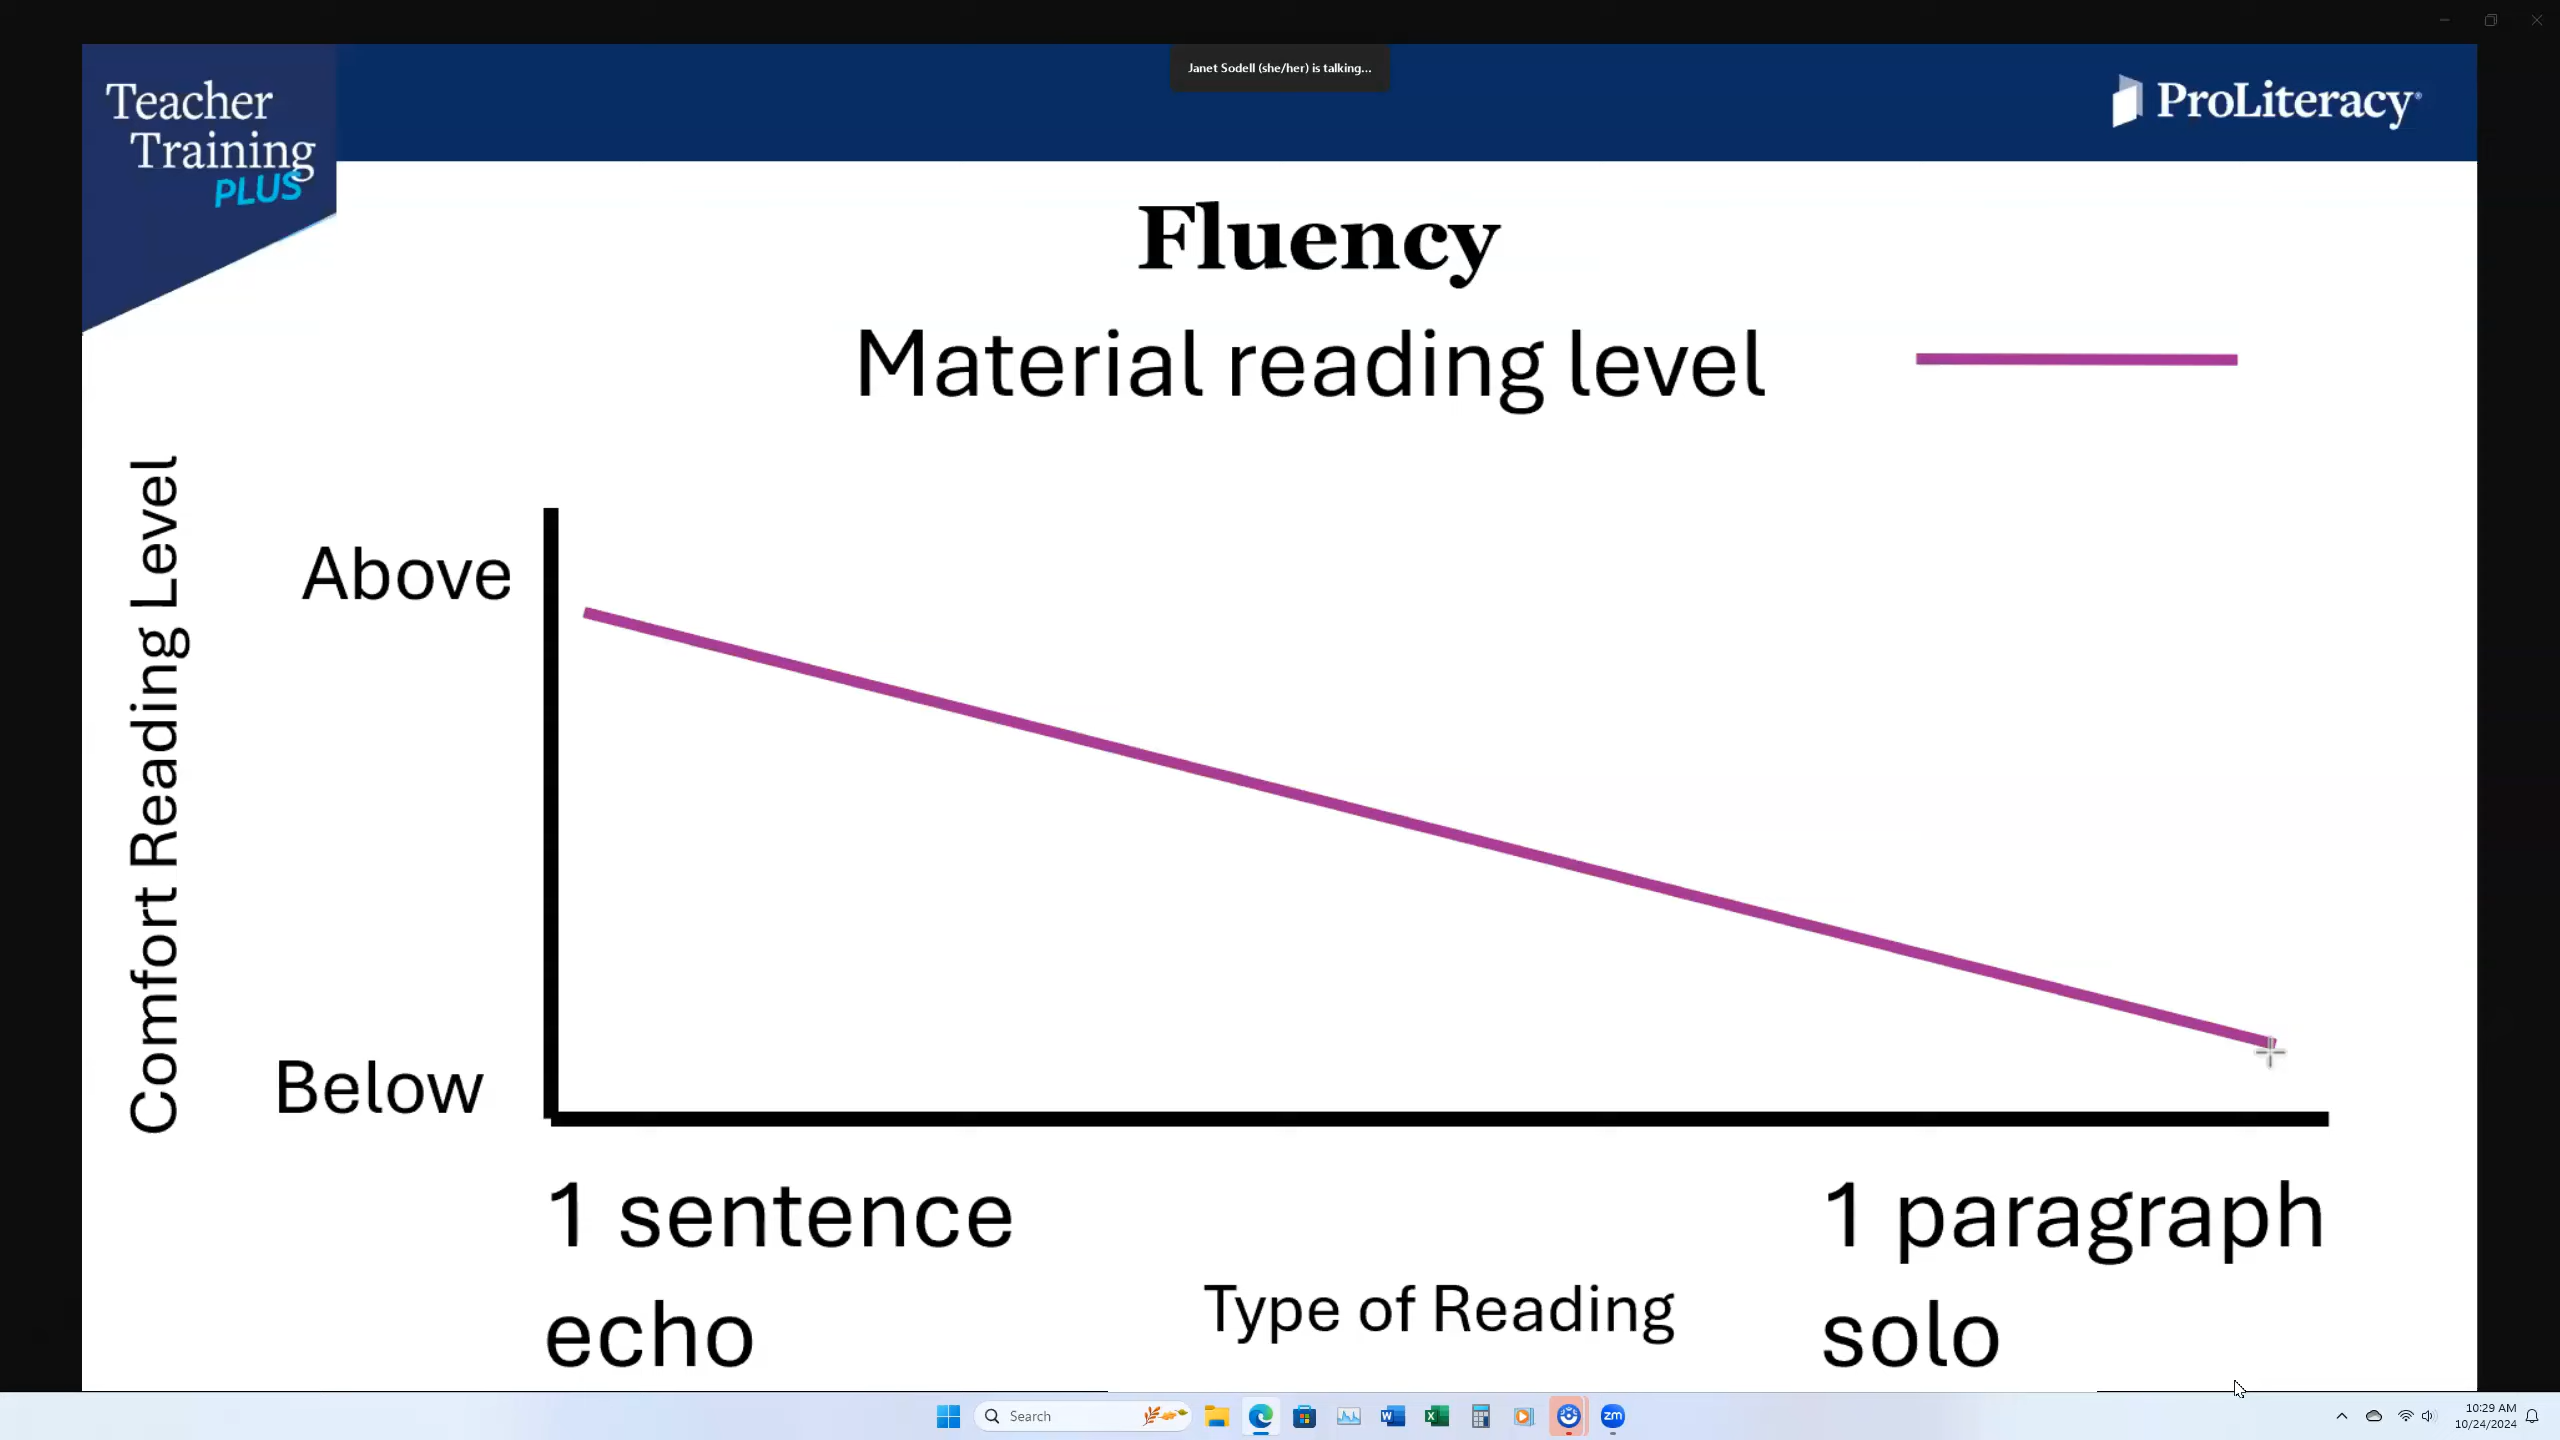 Janet Sodell (she/her) is talking...
Teacher
Training
PLUS
ProLiteracy
Fluency
Material reading level
Comfort Reading Level
Above
Below
1 sentence
echo
Type of Reading
1 paragraph
solo
Search
zm
10:29 AM
10/24/2024